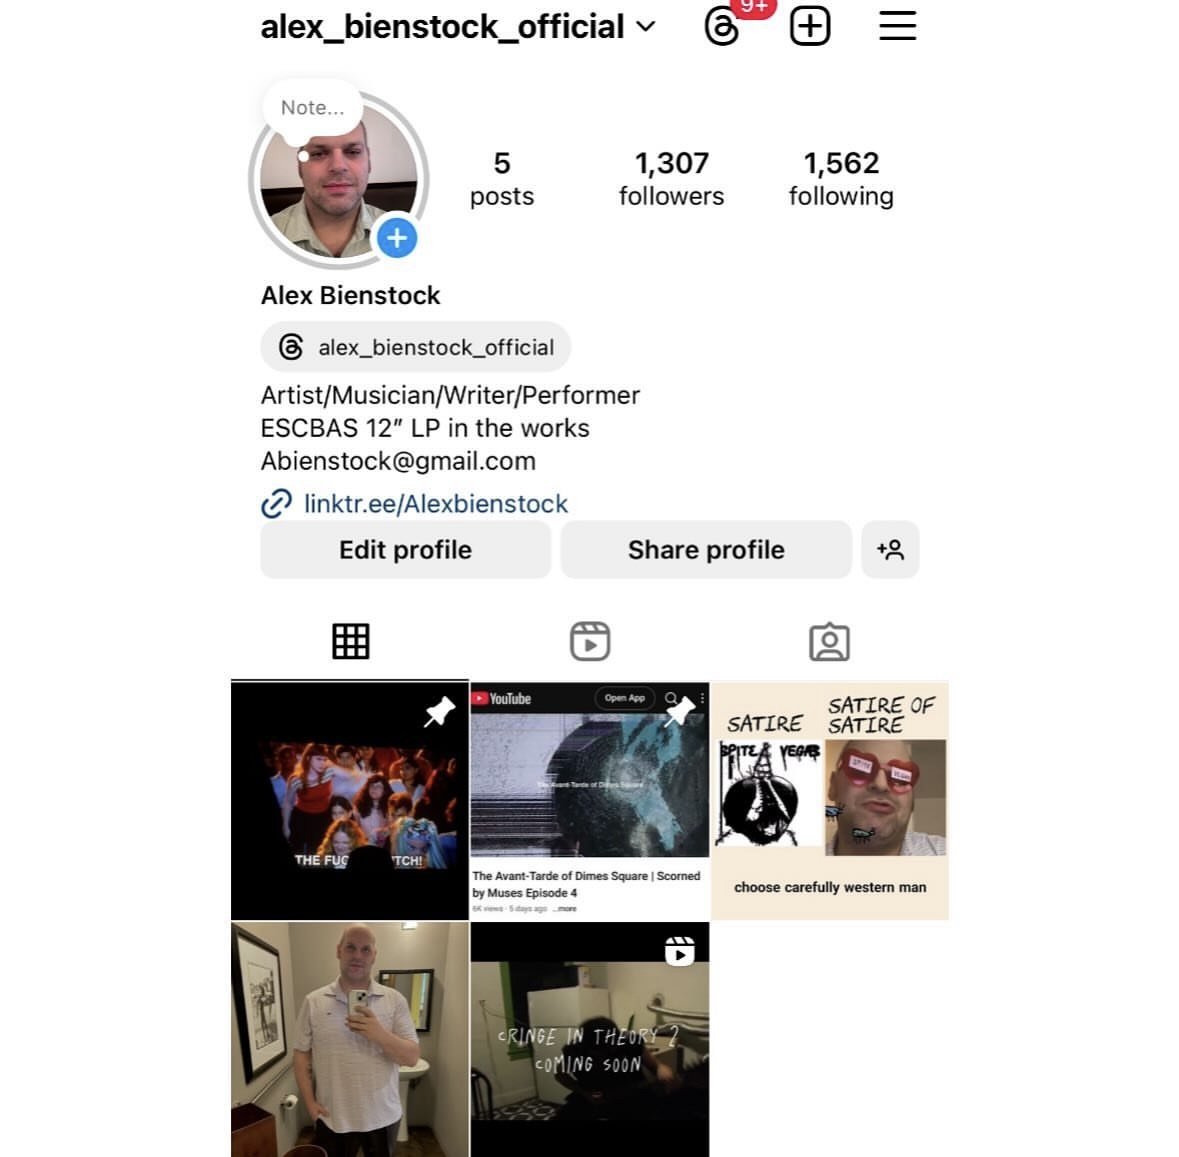 alex_bienstock_official
9+
Note...
5
posts
1,307
followers
1,562
following
Alex Bienstock
alex_bienstock_official
Artist/Musician/Writer/Performer
ESCBAS 12” LP in the works
Abienstock@gmail.com
linktr.ee/Alexbienstock
Edit profile
Share profile
THE FUC TCH!
YouTube
Open App
The Avant-Tarde of Dimes Square
The Avant-Tarde of Dimes Square | Scorned
by Muses Episode 4
6K views · 5 days ago ...more
SATIRE
SPITE & VEGAS
SATIRE OF
SATIRE
SPITE
VEGAS
choose carefully western man
CRINGE IN THEORY 2
COMING SOON